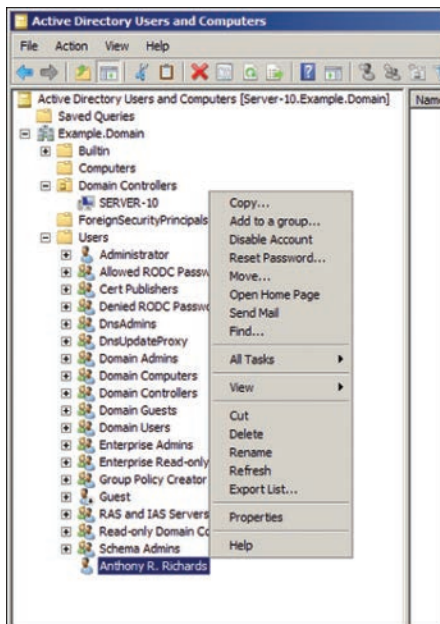 Active Directory Users and Computers
File Action View Help
Active Directory Users and Computers [Server-10.Example.Domain]
Name
Saved Queries
Example.Domain
Builtin
Computers
Domain Controllers
SERVER-10
ForeignSecurityPrincipals
Users
Administrator
Allowed RODC Passw
Cert Publishers
Denied RODC Passwo
DnsAdmins
DnsUpdateProxy
Domain Admins
Domain Computers
Domain Controllers
Domain Guests
Domain Users
Enterprise Admins
Enterprise Read-only
Group Policy Creator
Guest
RAS and IAS Servers
Read-only Domain Co
Schema Admins
Anthony R. Richards
Copy...
Add to a group...
Disable Account
Reset Password...
Move...
Open Home Page
Send Mail
Find...
All Tasks
View
Cut
Delete
Rename
Refresh
Export List...
Properties
Help